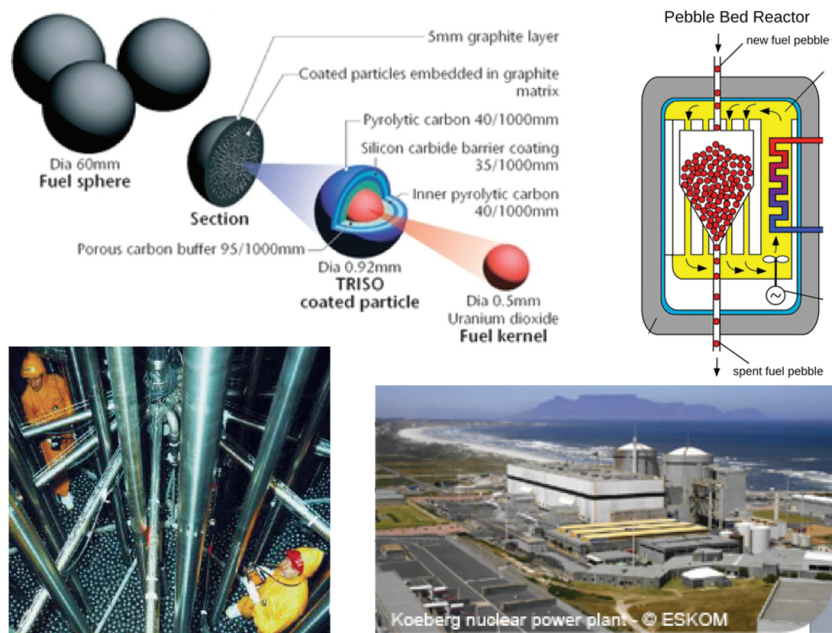 Pebble Bed Reactor
new fuel pebble
5mm graphite layer
Coated particles embedded in graphite
matrix
Pyrolytic carbon 40/1000mm
Silicon carbide barrier coating
35/1000mm
Inner pyrolytic carbon
40/1000mm
Dia 60mm
Fuel sphere
Section
Porous carbon buffer 95/1000mm
Dia 0.92mm
TRISO
coated particle
Dia 0.5mm
Uranium dioxide
Fuel kernel
spent fuel pebble
Koeberg nuclear power plant - © ESKOM